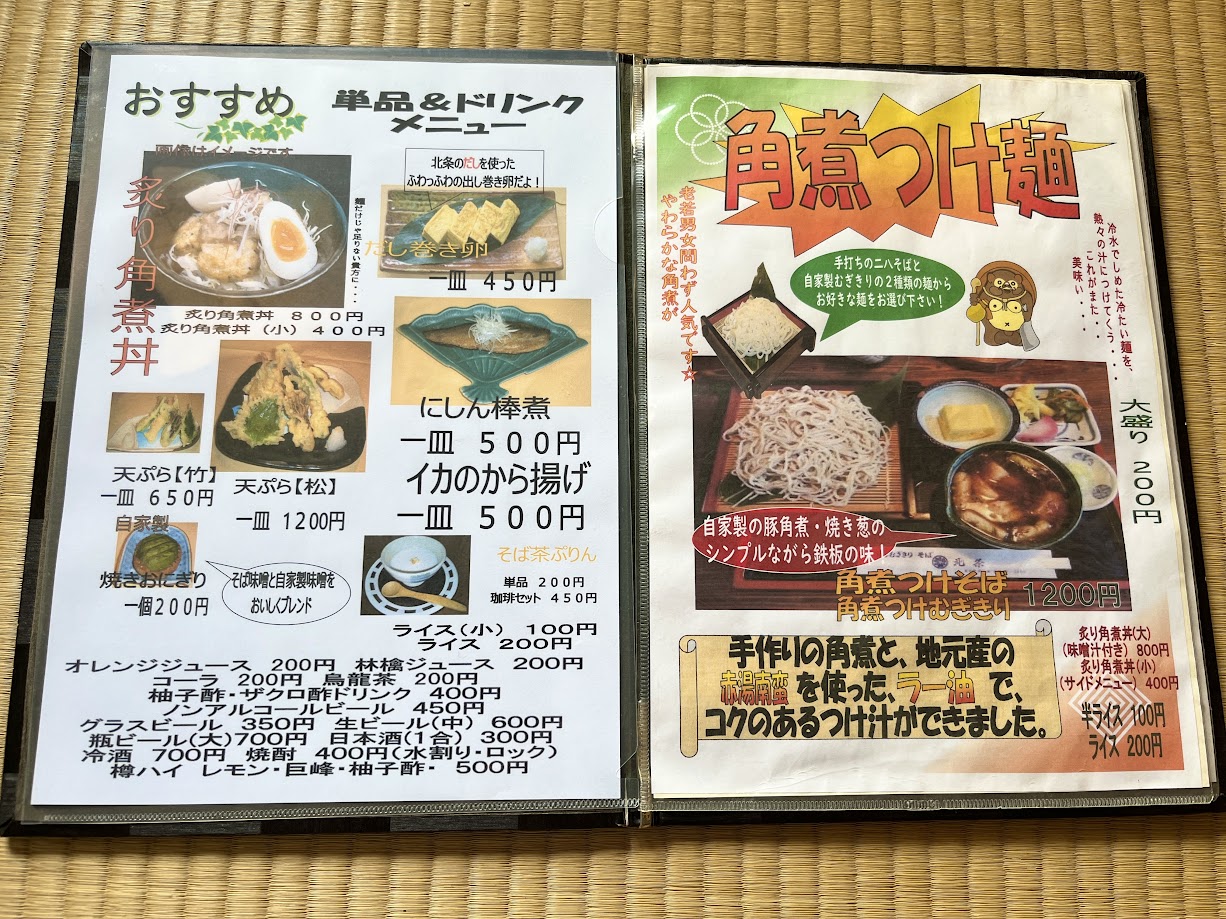 おすすめ
単品＆ドリンク
メニュー
画像はイメージです
炙り角煮丼
麺だけじゃ足りない貴方に・・・
炙り角煮丼 ８００円
炙り角煮丼（小）４００円
北条のだしを使った
ふわっふわの出し巻き卵だよ！
だし巻き卵
一皿 ４５０円
にしん棒煮
一皿 ５００円
イカのから揚げ
一皿 ５００円
天ぷら【竹】
一皿 ６５０円
天ぷら【松】
一皿 １２００円
自家製
焼きおにぎり
一個２００円
そば味噌と自家製味噌を
おいしくブレンド
そば茶ぷりん
単品 ２００円
珈琲セット ４５０円
ライス（小） １００円
ライス ２００円
オレンジジュース ２００円 林檎ジュース ２００円
コーラ ２００円 烏龍茶 ２００円
柚子酢・ザクロ酢ドリンク ４００円
ノンアルコールビール ４５０円
グラスビール ３５０円 生ビール（中） ６００円
瓶ビール（大）７００円 日本酒（１合） ３００円
冷酒 ７００円 焼酎 ４００円（水割り・ロック）
樽ハイ レモン・巨峰・柚子酢・ ５００円
角煮つけ麺
老若男女問わず人気です☆
やわらかな角煮が
手打ちの二八そばと
自家製むぎきりの２種類の麺から
お好きな麺をお選び下さい！
冷水でしめた冷たい麺を、
熱々の汁につけてくう・・・
これがまた・・
美味い・・
大盛り ２００円
自家製の豚角煮・焼き葱の
シンプルながら鉄板の味！
むぎきり そば
角煮つけそば
角煮つけむぎきり
１２００円
手作りの角煮と、地元産の
赤湯南蛮 を使った、ラー油 で、
コクのあるつけ汁ができました。
炙り角煮丼（大）
（味噌汁付き） ８００円
炙り角煮丼（小）
（サイドメニュー） ４００円
半ライス １００円
ライス ２００円